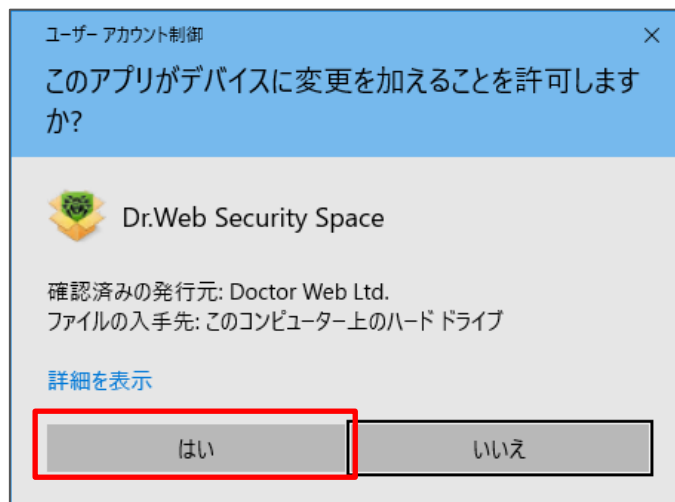 ユーザー アカウント制御
このアプリがデバイスに変更を加えることを許可します
か?
Dr.Web Security Space
確認済みの発行元: Doctor Web Ltd.
ファイルの入手先: このコンピューター上のハード ドライブ
詳細を表示
はい
いいえ